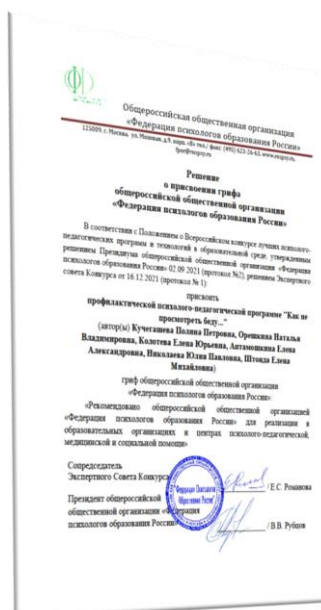 Общероссийская общественная организация
«Федерация психологов образования России»
125009, г. Москва, ул. Моховая, д.9, корп. «В» тел./ факс: (495) 623-26-63, www.rospsy.ru,
Решение
о присвоении грифа
общероссийской общественной организации
«Федерация психологов образования России»
В соответствии с Положением о Всероссийском конкурсе лучших психолого-
педагогических программ и технологий в образовательной среде, утвержденным
решением Президиума общероссийской общественной организации «Федерация
психологов образования России» 02.09.2021 (протокол №2), решением Экспертного
совета Конкурса от 16.12.2021 (протокол № 1):
присвоить
профилактической психолого-педагогической программе "Как не
просмотреть беду..."
(автор(ы) Кучегашева Полина Петровна, Орешкина Наталья
Владимировна, Колотева Елена Юрьевна, Антамошкина Елена
Александровна, Николаева Юлия Павловна, Штонда Елена
Михайловна)
гриф общероссийской общественной организации
«Федерация психологов образования России»:
«Рекомендовано общероссийской общественной организацией
«Федерация психологов образования России» для реализации в
образовательных организациях и центрах психолого-педагогической,
медицинской и социальной помощи»
Сопредседатель
Экспертного Совета Конкурса
/ Е.С. Романова
Президент общероссийской
общественной организации «Федерация
психологов образования России»
/ В.В. Рубцов